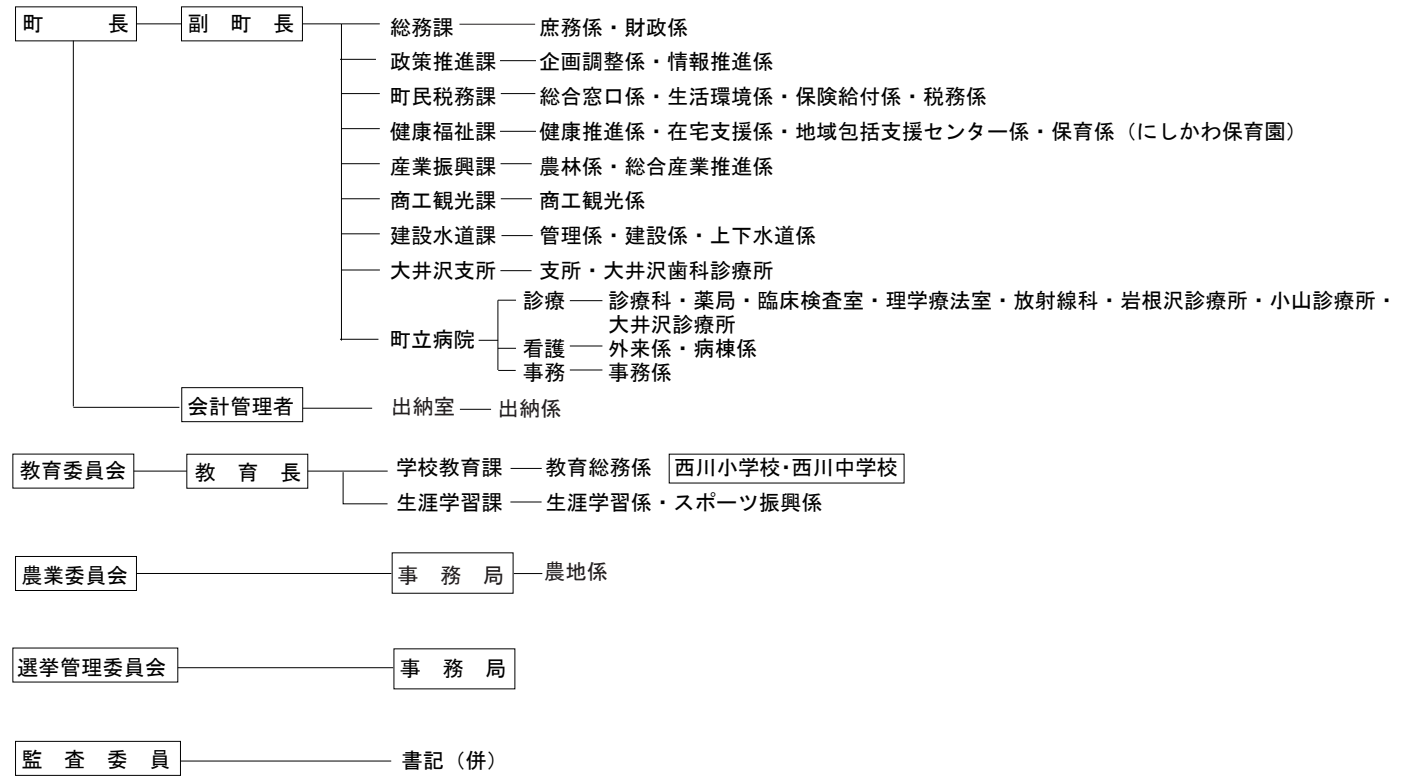 町長 副町長 総務課 庶務係・財政係
政策推進課 企画調整係・情報推進係
町民税務課 総合窓口係・生活環境係・保険給付係・税務係
健康福祉課 健康推進係・在宅支援係・地域包括支援センター係・保育係（にしかわ保育園）
産業振興課 農林係・総合産業推進係
商工観光課 商工観光係
建設水道課 管理係・建設係・上下水道係
大井沢支所 支所・大井沢歯科診療所
診療 診療科・薬局・臨床検査室・理学療法室・放射線科・岩根沢診療所・小山診療所・
大井沢診療所
町立病院 看護 外来係・病棟係
事務 事務係
会計管理者 出納室 出納係
教育委員会 教育長 学校教育課 教育総務係 西川小学校・西川中学校
生涯学習課 生涯学習係・スポーツ振興係
農業委員会 事務局 農地係
選挙管理委員会 事務局
監査委員 書記（併）